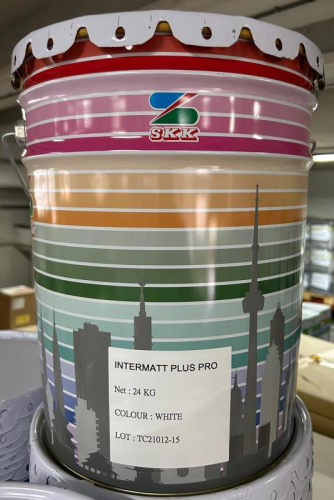 SKK
INTERMATT PLUS PRO
Net : 24 KG
COLOUR : WHITE
LOT : TC21012-15